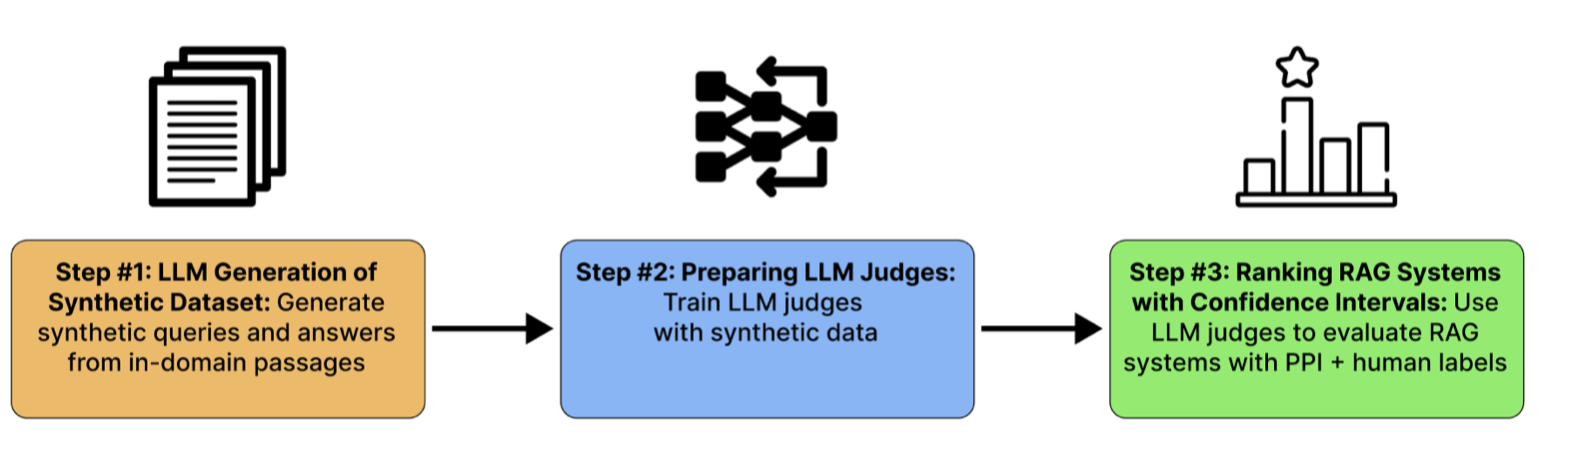 Step #1: LLM Generation of
Synthetic Dataset: Generate
synthetic queries and answers
from in-domain passages
Step #2: Preparing LLM Judges:
Train LLM judges
with synthetic data
Step #3: Ranking RAG Systems
with Confidence Intervals: Use
LLM judges to evaluate RAG
systems with PPI + human labels